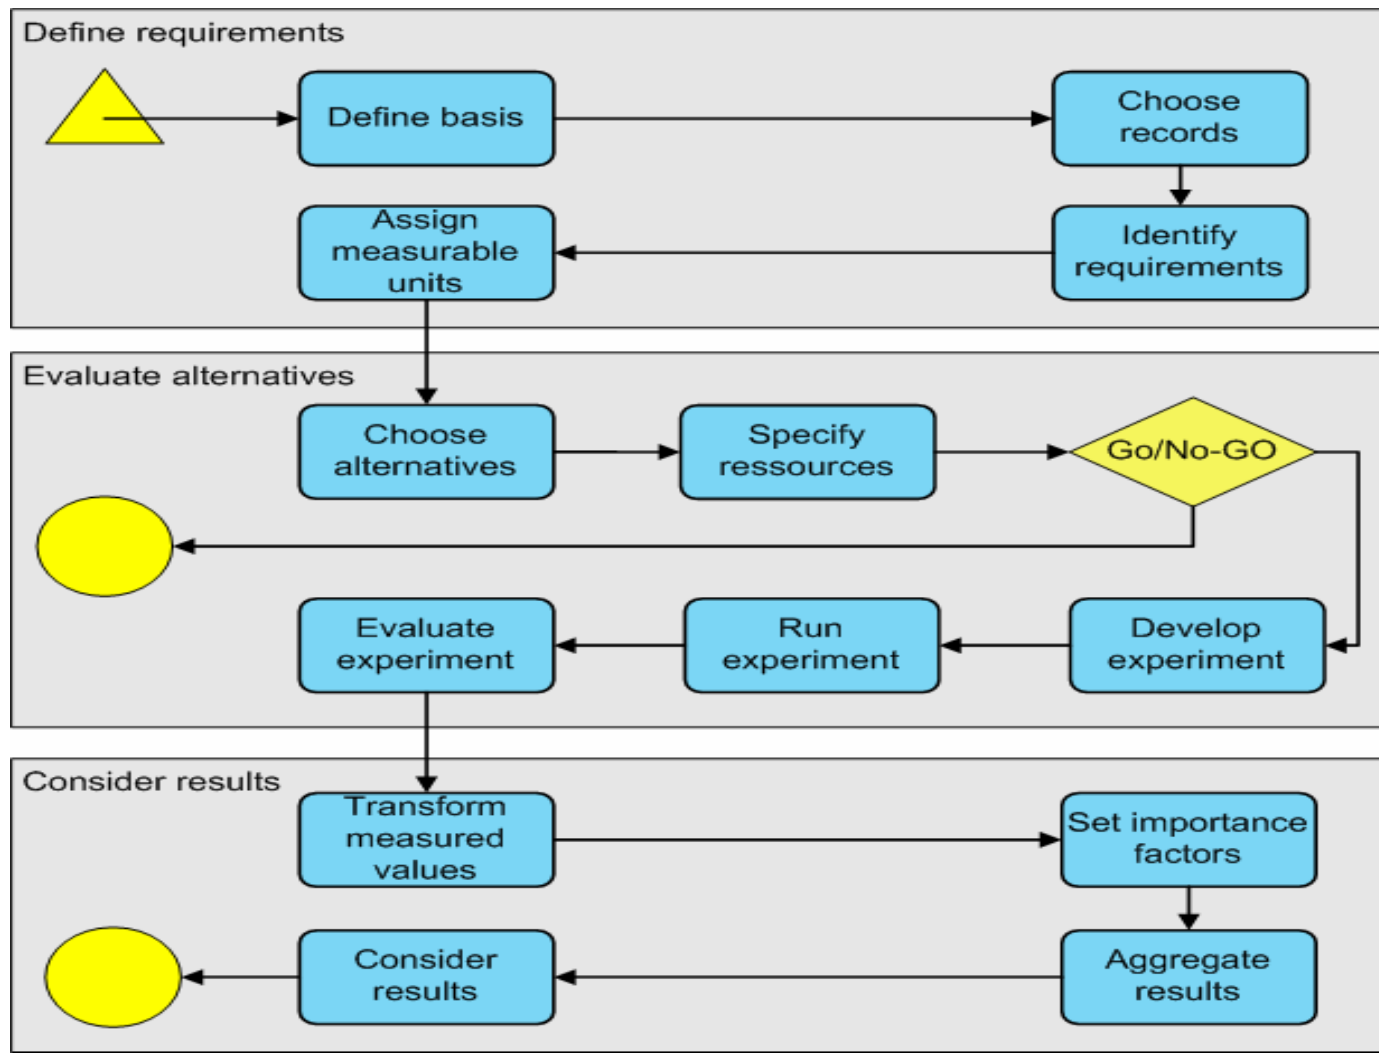 Define requirements
Define basis
Choose
records
Assign
measurable
units
Identify
requirements
Evaluate alternatives
Choose
alternatives
Specify
ressources
Go/No-GO
Evaluate
experiment
Run
experiment
Develop
experiment
Consider results
Transform
measured
values
Set importance
factors
Consider
results
Aggregate
results